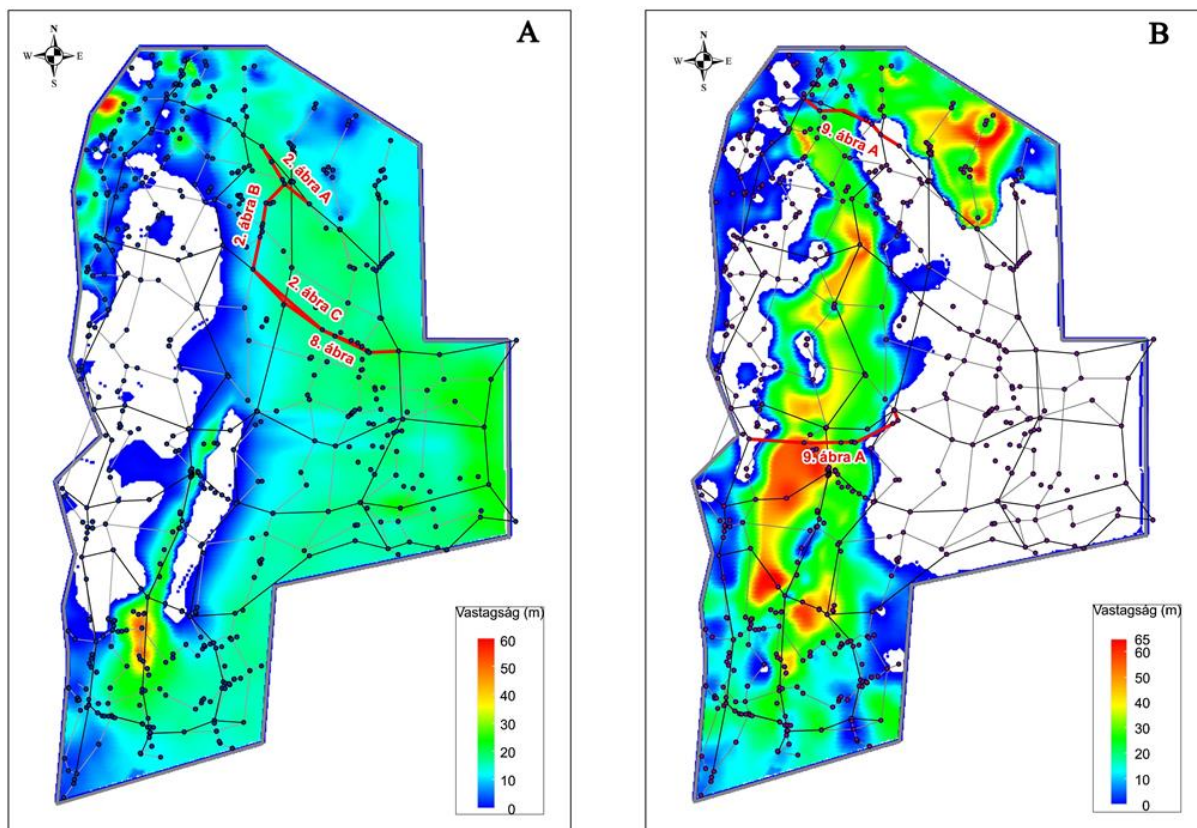 A
N
W E
S
2. ábra A
2. ábra B
2. ábra C
8. ábra
Vastagság (m)
60
50
40
30
20
10
0
B
N
W E
S
9. ábra A
9. ábra A
Vastagság (m)
65
60
50
40
30
20
10
0